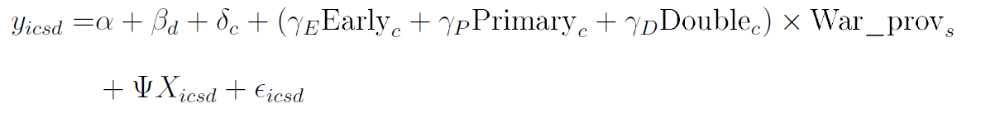 y_{icsd} = α + β_d + δ_c + (γ_E Early_c + γ_P Primary_c + γ_D Double_c) × War_prov_s
+ Ψ X_{icsd} + ϵ_{icsd}